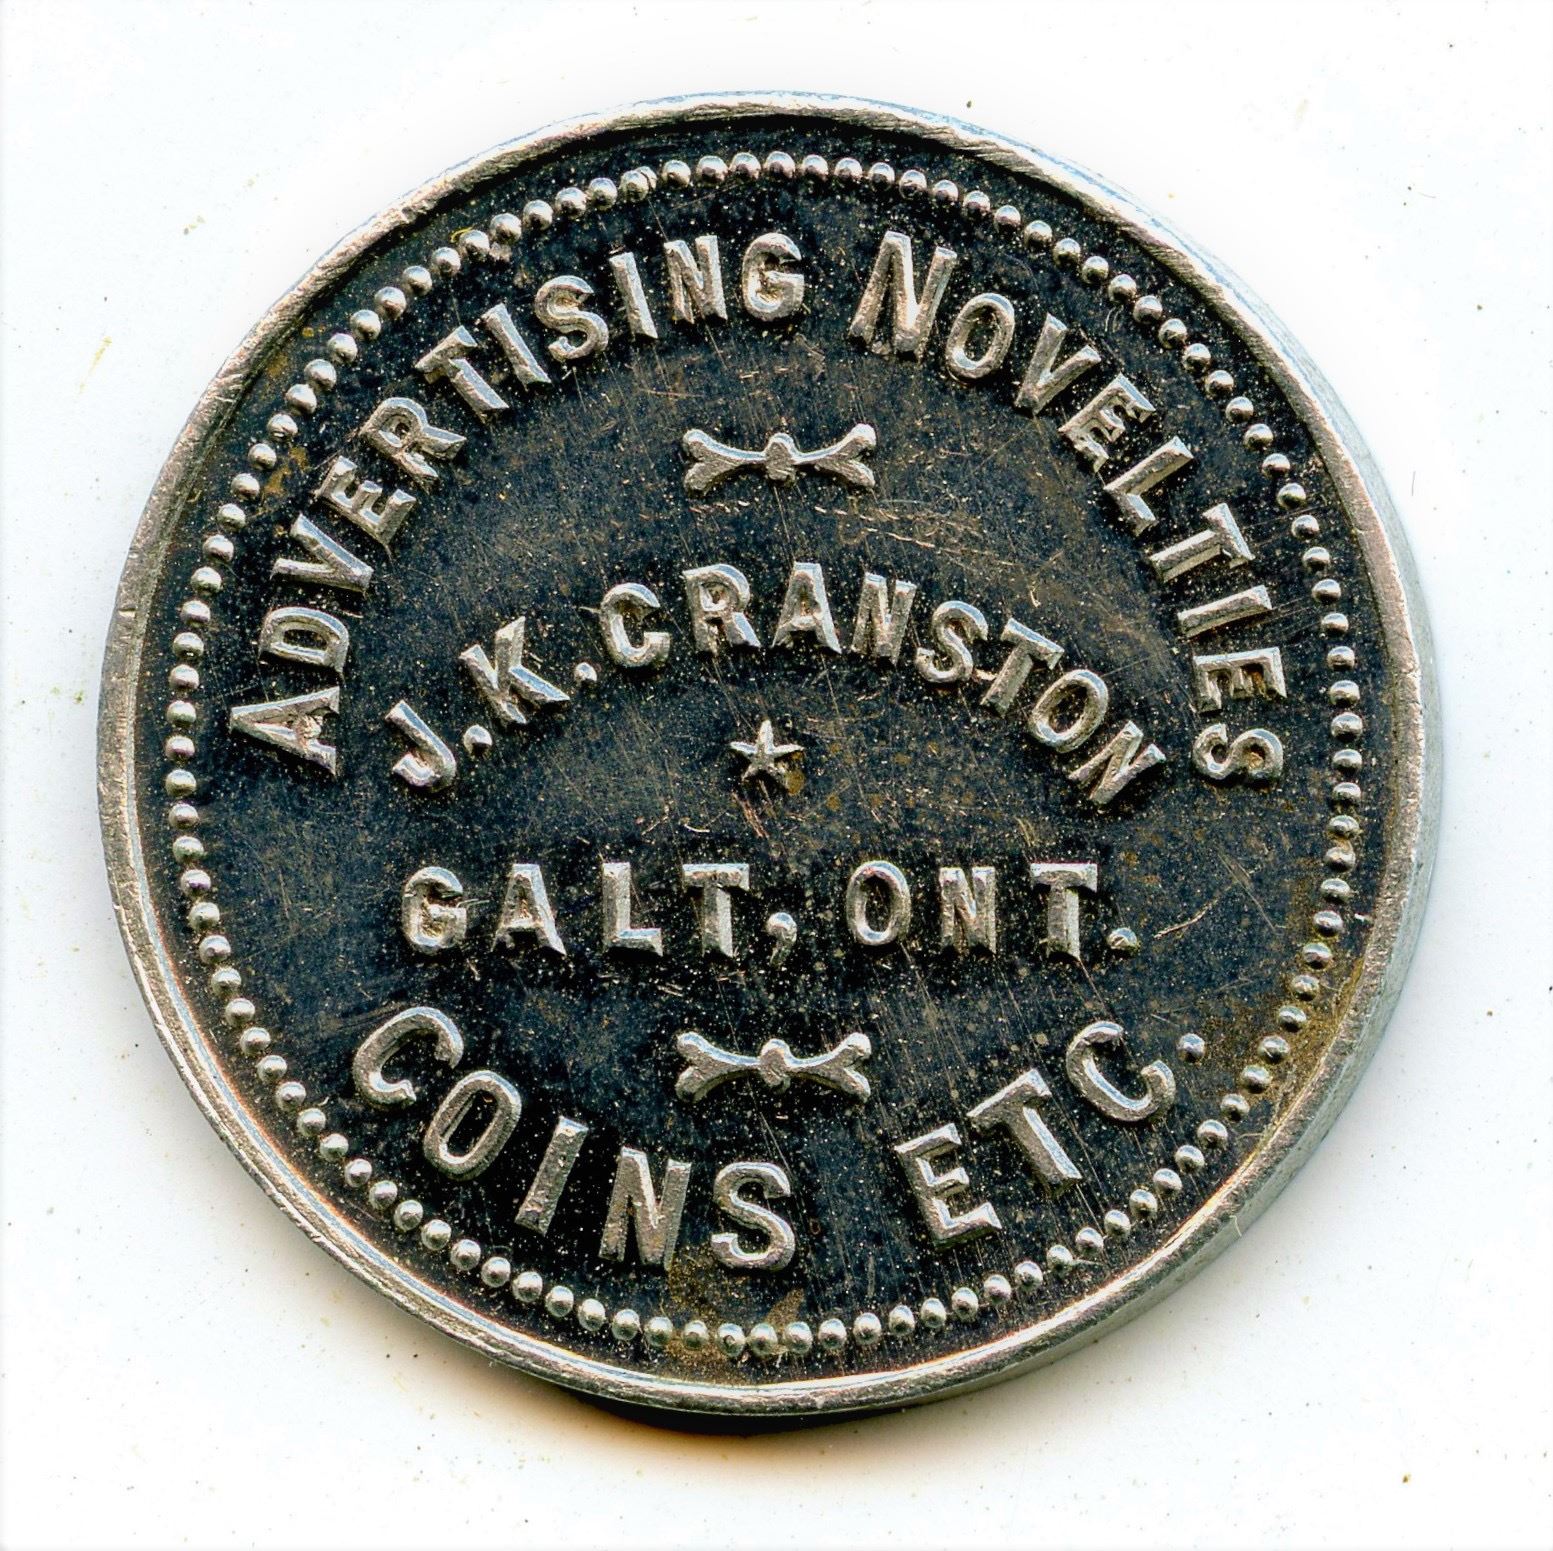 ADVERTISING NOVELTIES
J.K.CRANSTON
GALT, ONT.
COINS ETC.